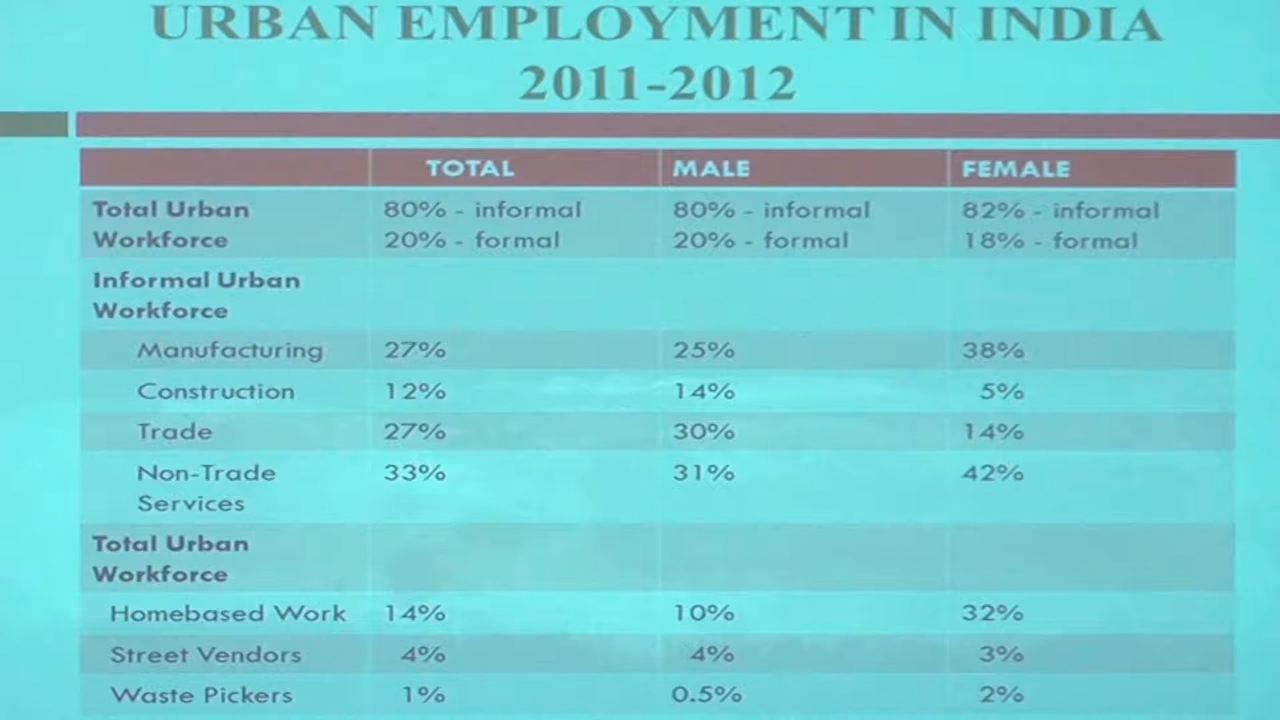 URBAN EMPLOYMENT IN INDIA
2011-2012
TOTAL MALE FEMALE
Total Urban Workforce 80% - informal 20% - formal 80% - informal 20% - formal 82% - informal 18% - formal
Informal Urban Workforce
Manufacturing 27% 25% 38%
Construction 12% 14% 5%
Trade 27% 30% 14%
Non-Trade Services 33% 31% 42%
Total Urban Workforce
Homebased Work 14% 10% 32%
Street Vendors 4% 4% 3%
Waste Pickers 1% 0.5% 2%